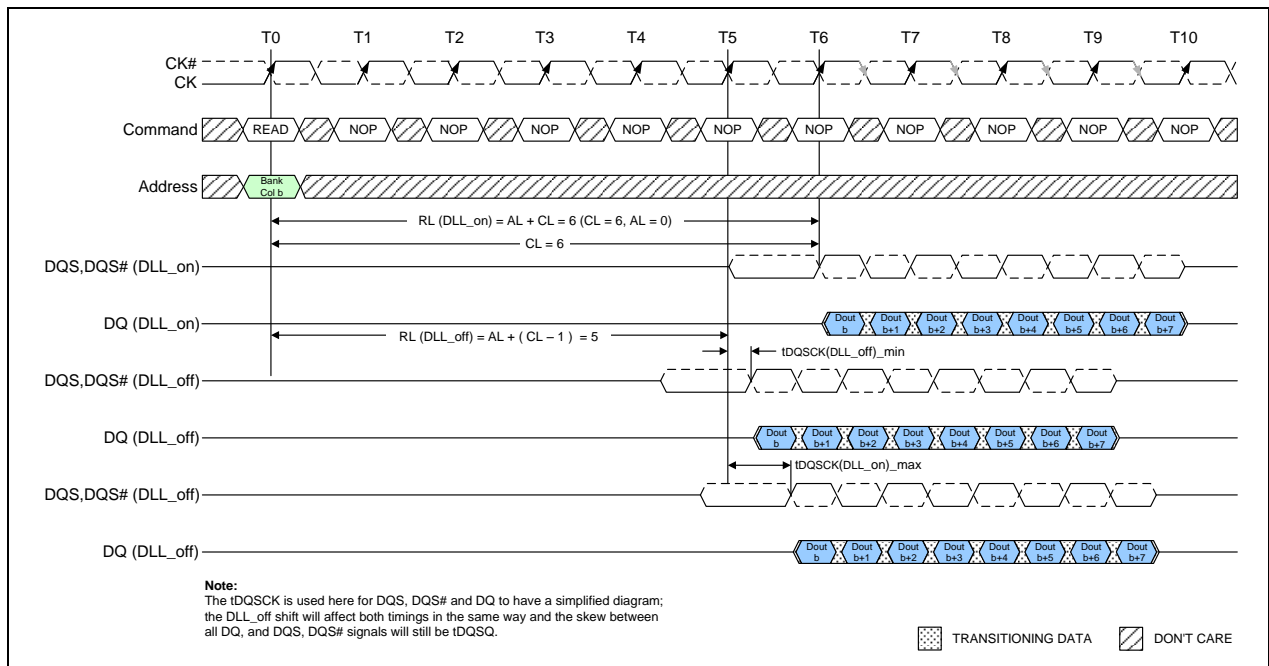 T0 T1 T2 T3 T4 T5 T6 T7 T8 T9 T10
CK#
CK
Command READ NOP NOP NOP NOP NOP NOP NOP NOP NOP NOP
Address Bank
Col b
RL (DLL_on) = AL + CL = 6 (CL = 6, AL = 0)
CL = 6
DQS,DQS# (DLL_on)
DQ (DLL_on) Dout b Dout b+1 Dout b+2 Dout b+3 Dout b+4 Dout b+5 Dout b+6 Dout b+7
RL (DLL_off) = AL + ( CL – 1 ) = 5
tDQSCK(DLL_off)_min
DQS,DQS# (DLL_off)
DQ (DLL_off) Dout b Dout b+1 Dout b+2 Dout b+3 Dout b+4 Dout b+5 Dout b+6 Dout b+7
tDQSCK(DLL_on)_max
DQS,DQS# (DLL_off)
DQ (DLL_off) Dout b Dout b+1 Dout b+2 Dout b+3 Dout b+4 Dout b+5 Dout b+6 Dout b+7
Note:
The tDQSCK is used here for DQS, DQS# and DQ to have a simplified diagram;
the DLL_off shift will affect both timings in the same way and the skew between
all DQ, and DQS, DQS# signals will still be tDQSQ.
TRANSITIONING DATA DON'T CARE